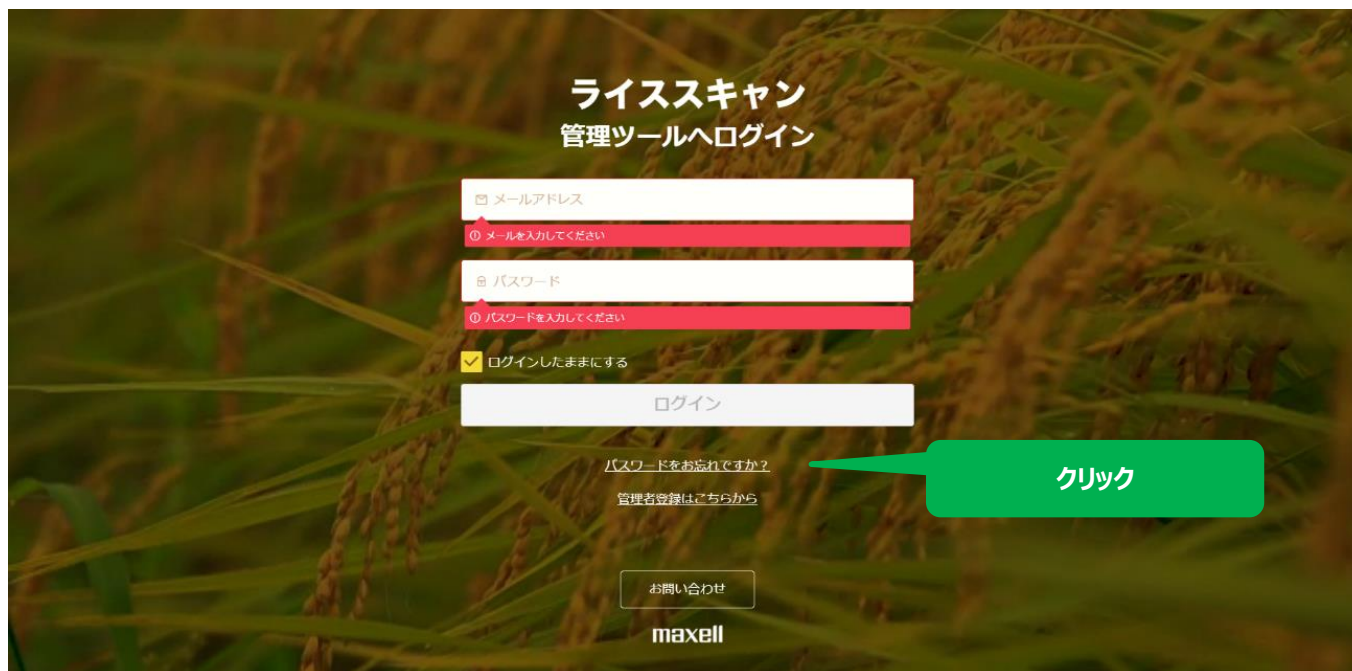 ライススキャン
管理ツールへログイン
メールアドレス
メールを入力してください
パスワード
パスワードを入力してください
ログインしたままにする
ログイン
パスワードをお忘れですか？
クリック
管理者登録はこちらから
お問い合わせ
maxell